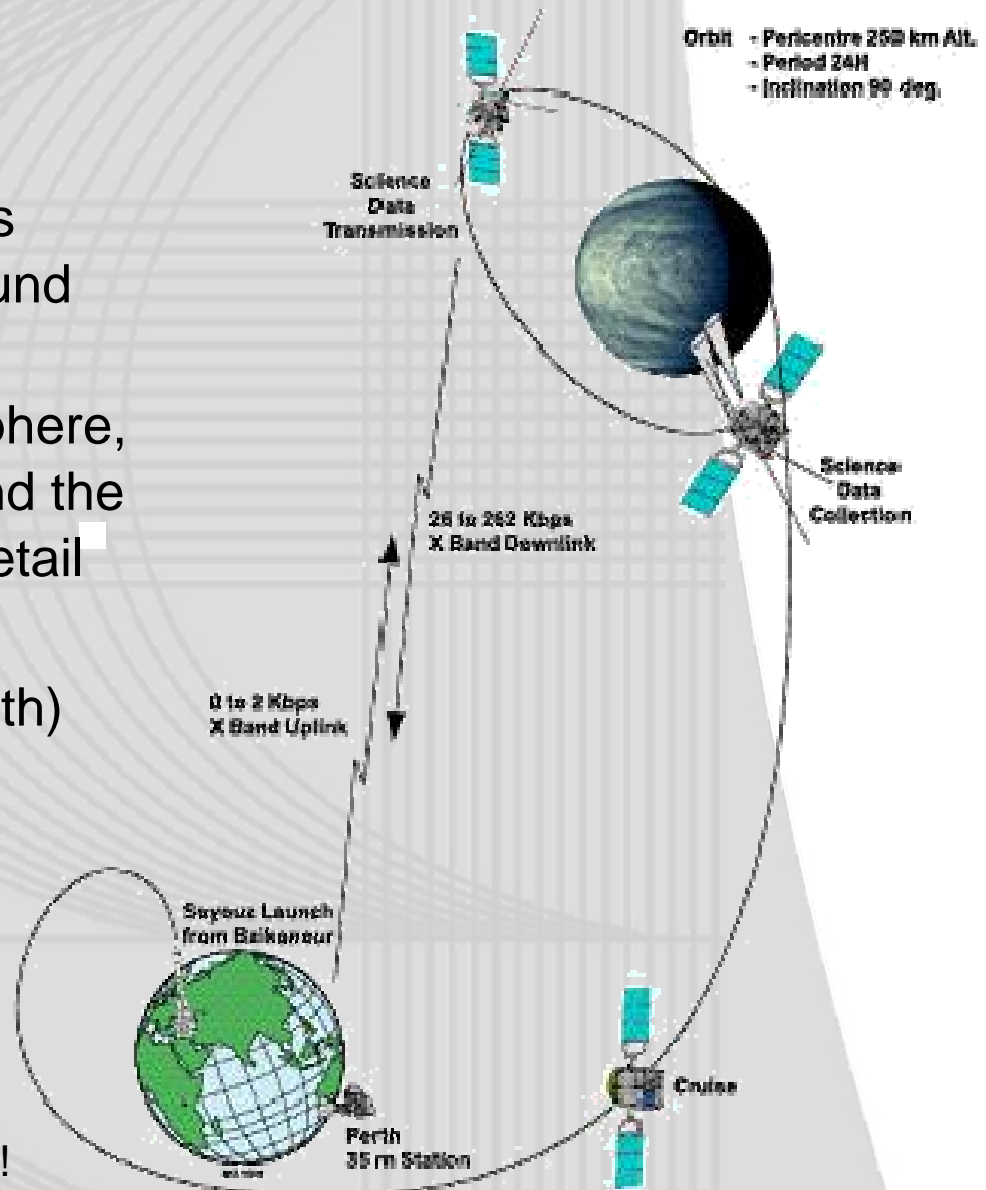 Orbit - Pericentre 250 km Alt.
- Period 24H
- Inclination 90 deg.
s
und
phere,
nd the
etail
th)
!
Science
Data
Transmission
Science
Data
Collection
26 to 262 Kbps
X Band Downlink
0 to 2 Kbps
X Band Uplink
Soyouz Launch
from Baikonour
Cruise
Perth
35 m Station